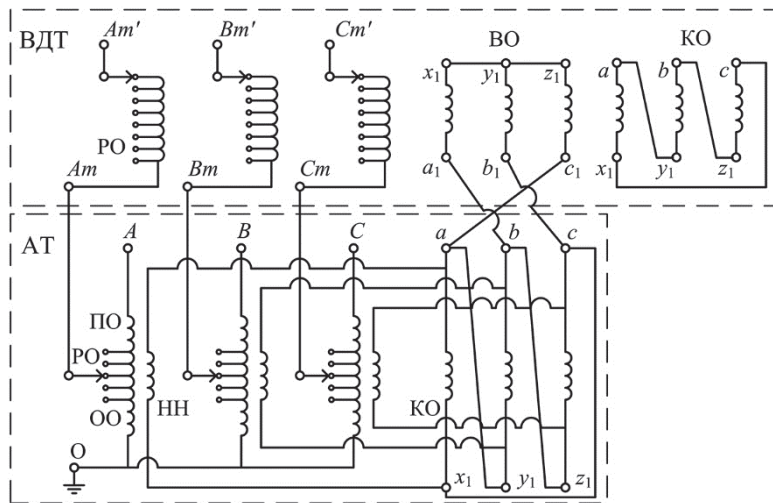 ВДТ Am' Bm' Cm' ВО КО
x₁ y₁ z₁ a b c
РО
Am Bm Cm a₁ b₁ c₁ x₁ y₁ z₁
АТ A B C a b c
ПО
РО
ОО НН КО
О
x₁ y₁ z₁